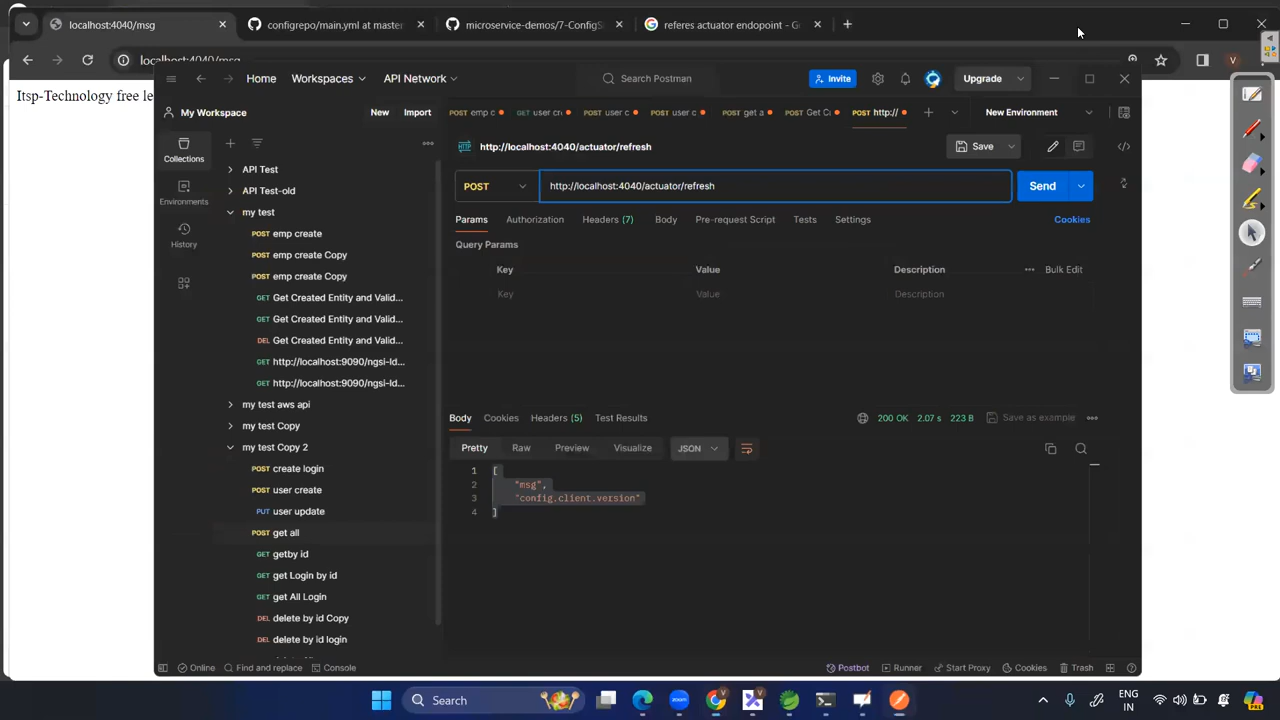 localhost:4040/msg
configrepo/main.yml at master
microservice-demos/7-ConfigS
referes actuator endpoint - G
localhost:4040/msg
V
Itsp-Technology free le
Home
Workspaces
API Network
Search Postman
Invite
Upgrade
My Workspace
New
Import
POST emp c
GET user cre
POST user c
POST user c
POST get a
POST Get C
POST http://
New Environment
Collections
Environments
History
API Test
API Test-old
my test
POST emp create
POST emp create Copy
POST emp create Copy
GET Get Created Entity and Valid...
GET Get Created Entity and Valid...
DEL Get Created Entity and Valid...
GET http://localhost:9090/ngsi-ld...
GET http://localhost:9090/ngsi-ld...
my test aws api
my test Copy
my test Copy 2
POST create login
POST user create
PUT user update
POST get all
GET getby id
GET get Login by id
GET get All Login
DEL delete by id Copy
DEL delete by id login
HTTP http://localhost:4040/actuator/refresh
Save
POST
http://localhost:4040/actuator/refresh
Send
Params
Authorization
Headers (7)
Body
Pre-request Script
Tests
Settings
Cookies
Query Params
Key
Value
Description
Bulk Edit
Key
Value
Description
Body
Cookies
Headers (5)
Test Results
200 OK
2.07 s
223 B
Save as example
Pretty
Raw
Preview
Visualize
JSON
1 [
2 "msg",
3 "config.client.version"
4 ]
Online
Find and replace
Console
Postbot
Runner
Start Proxy
Cookies
Trash
Search
ENG
IN